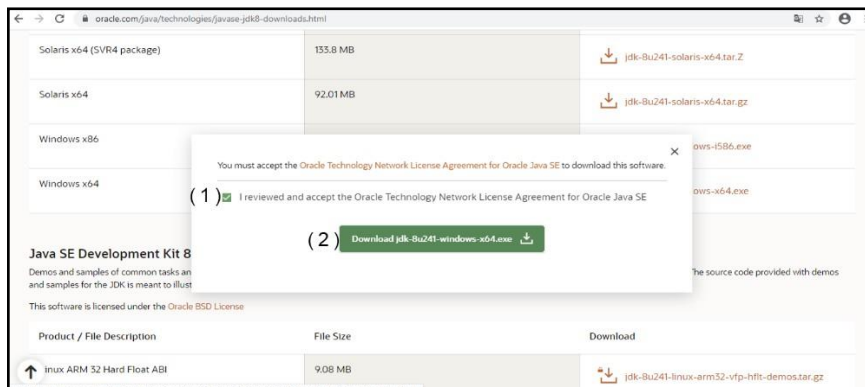 oracle.com/java/technologies/javase-jdk8-downloads.html
Solaris x64 (SVR4 package) 133.8 MB jdk-8u241-solaris-x64.tar.Z
Solaris x64 92.01 MB jdk-8u241-solaris-x64.tar.gz
Windows x86 ows-i586.exe
You must accept the Oracle Technology Network License Agreement for Oracle Java SE to download this software.
Windows x64 ows-x64.exe
(1) I reviewed and accept the Oracle Technology Network License Agreement for Oracle Java SE
(2) Download jdk-8u241-windows-x64.exe
Java SE Development Kit 8
Demos and samples of common tasks an he source code provided with demos
and samples for the JDK is meant to illust
This software is licensed under the Oracle BSD License
Product / File Description File Size Download
inux ARM 32 Hard Float ABI 9.08 MB jdk-8u241-linux-arm32-vfp-hflt-demos.tar.gz